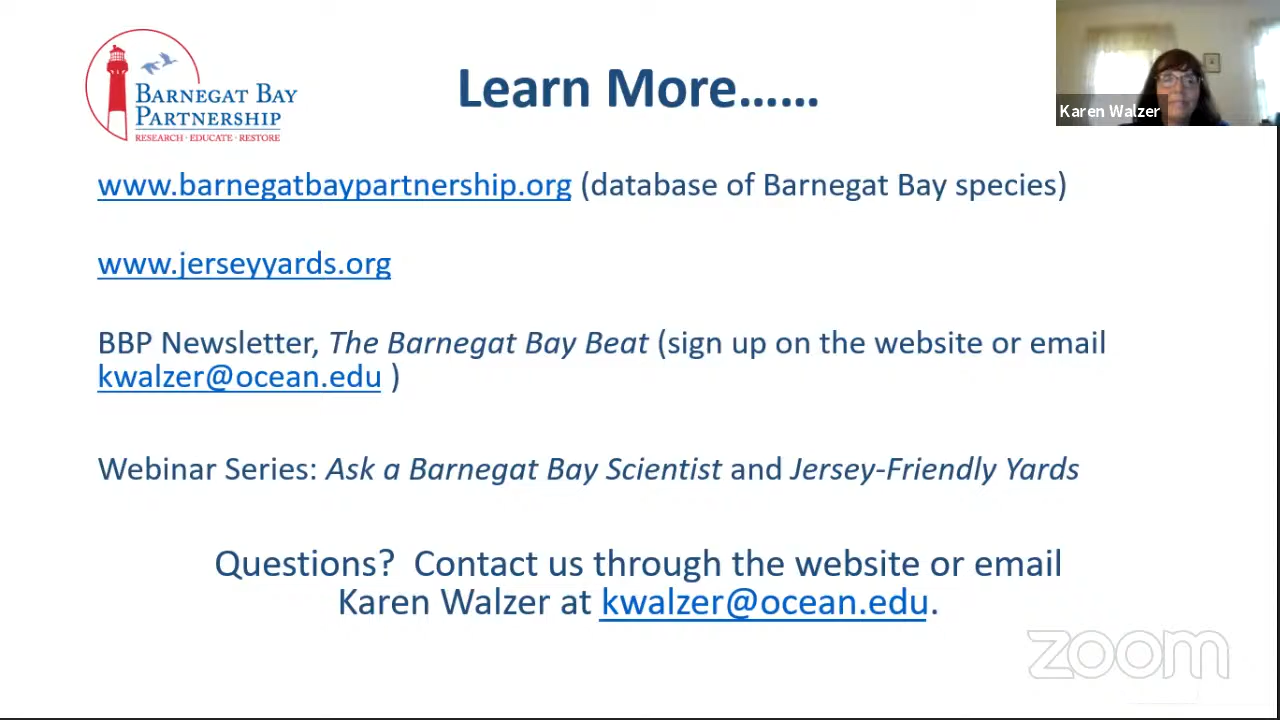 BARNEGAT BAY
PARTNERSHIP
RESEARCH · EDUCATE · RESTORE
Learn More……
Karen Walzer
www.barnegatbaypartnership.org (database of Barnegat Bay species)
www.jerseyyards.org
BBP Newsletter, The Barnegat Bay Beat (sign up on the website or email
kwalzer@ocean.edu )
Webinar Series: Ask a Barnegat Bay Scientist and Jersey-Friendly Yards
Questions?  Contact us through the website or email
Karen Walzer at kwalzer@ocean.edu.
zoom